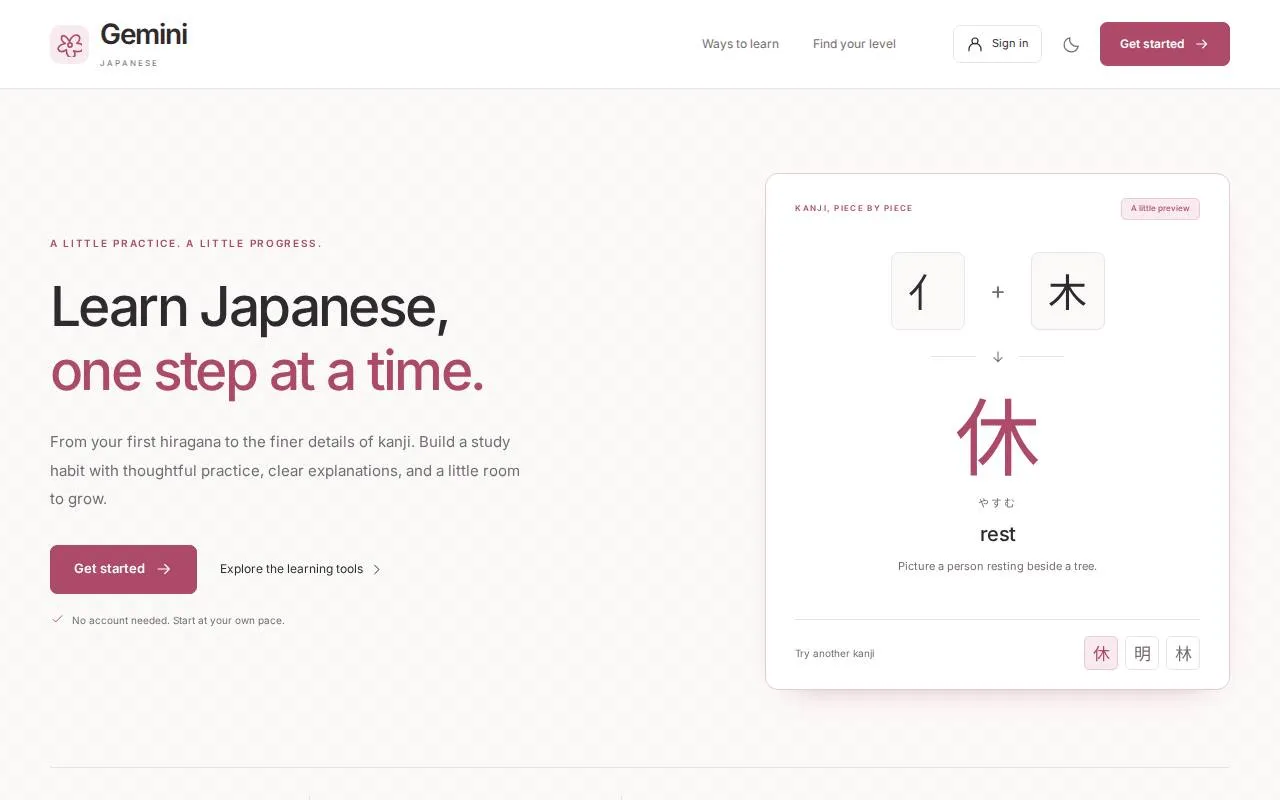 Gemini
JAPANESE
Ways to learn
Find your level
Sign in
Get started
A LITTLE PRACTICE. A LITTLE PROGRESS.
Learn Japanese,
one step at a time.
From your first hiragana to the finer details of kanji. Build a study
habit with thoughtful practice, clear explanations, and a little room
to grow.
Get started
Explore the learning tools
No account needed. Start at your own pace.
KANJI, PIECE BY PIECE
A little preview
亻 + 木
休
やすむ
rest
Picture a person resting beside a tree.
Try another kanji
休 明 林